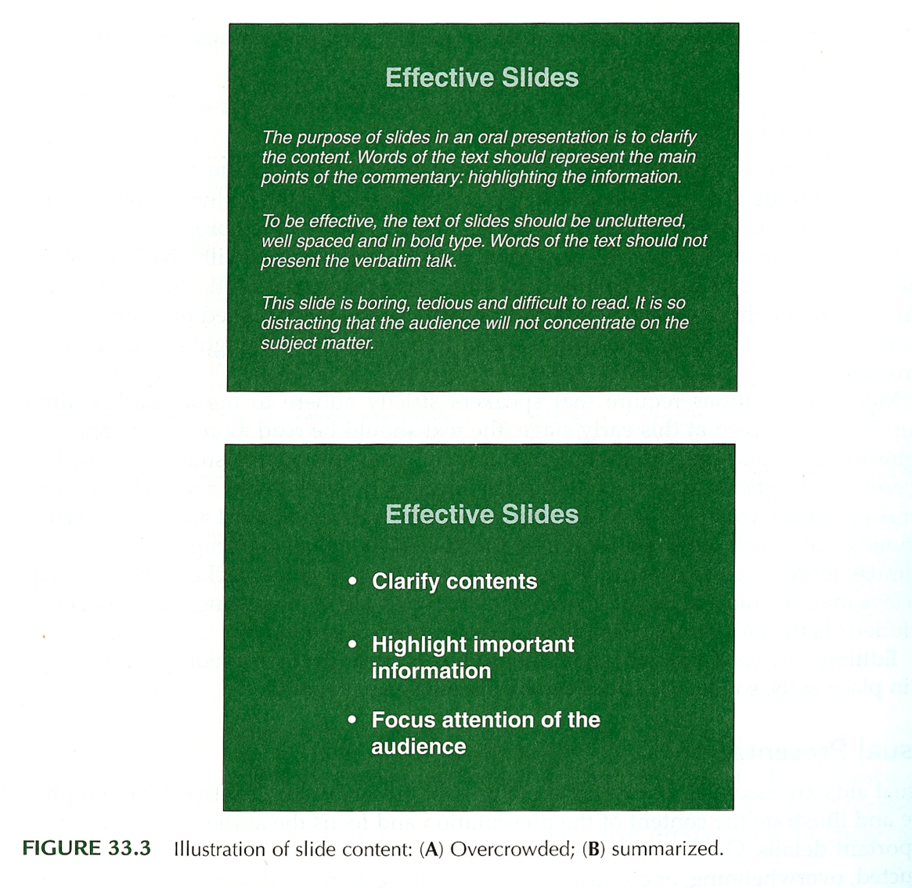 Effective Slides
The purpose of slides in an oral presentation is to clarify
the content. Words of the text should represent the main
points of the commentary: highlighting the information.
To be effective, the text of slides should be uncluttered,
well spaced and in bold type. Words of the text should not
present the verbatim talk.
This slide is boring, tedious and difficult to read. It is so
distracting that the audience will not concentrate on the
subject matter.
Effective Slides
• Clarify contents
• Highlight important
information
• Focus attention of the
audience
FIGURE 33.3 Illustration of slide content: (A) Overcrowded; (B) summarized.